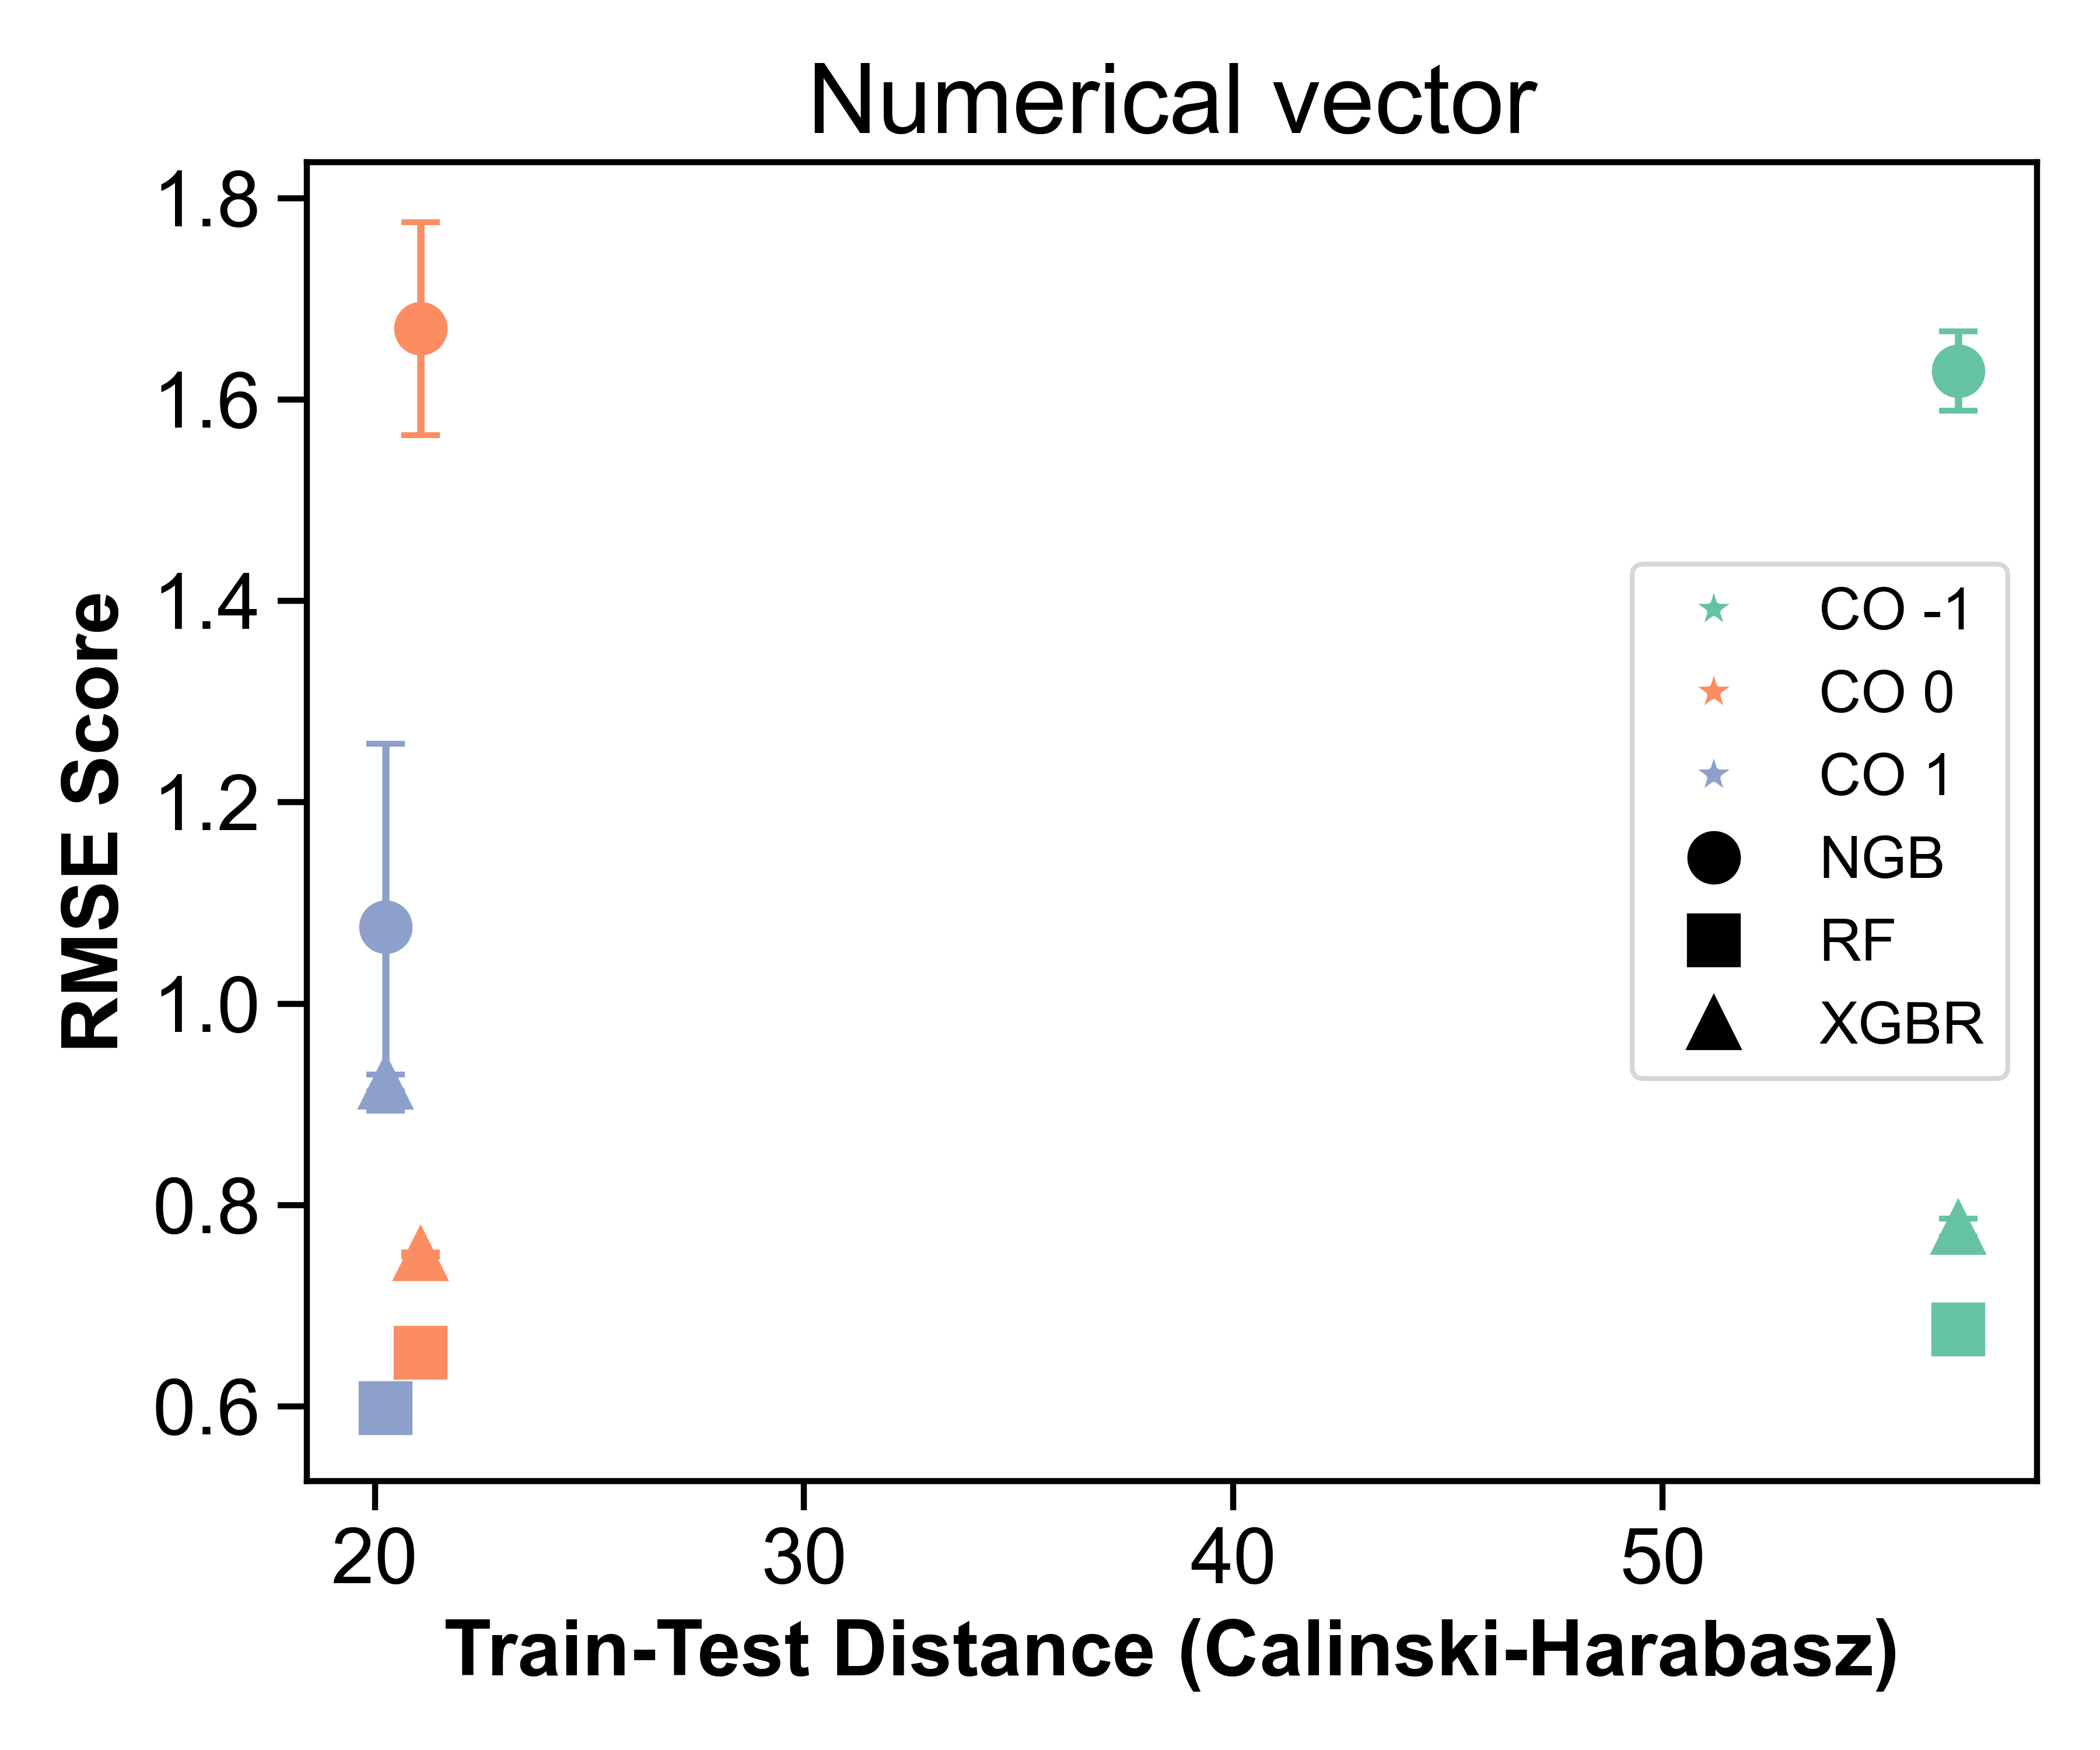 Numerical vector
1.8
1.6
1.4
1.2
1.0
0.8
0.6
RMSE Score
CO -1
CO 0
CO 1
NGB
RF
XGBR
20 30 40 50
Train-Test Distance (Calinski-Harabasz)